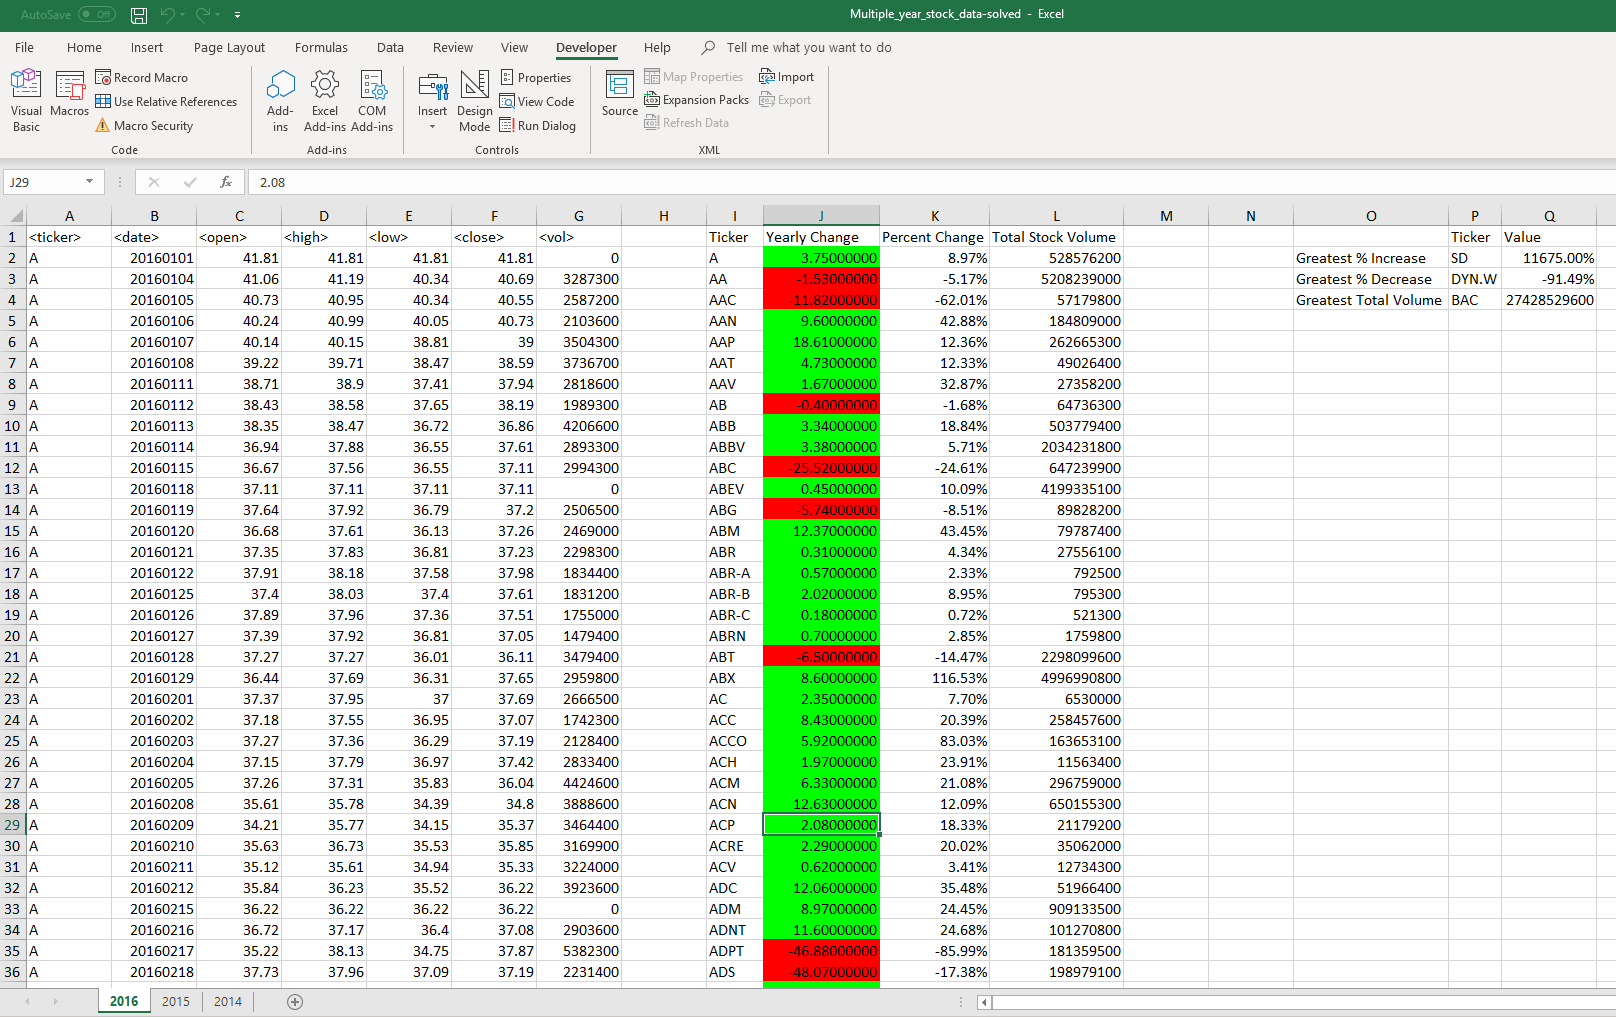 AutoSave Off Multiple_year_stock_data-solved - Excel
File Home Insert Page Layout Formulas Data Review View Developer Help Tell me what you want to do
Visual Basic Macros Record Macro Use Relative References Macro Security Add-ins Excel Add-ins COM Add-ins Insert Design Mode Properties View Code Run Dialog Source Map Properties Expansion Packs Refresh Data Import Export
Code Add-ins Controls XML
J29 fx 2.08
A B C D E F G H I J K L M N O P Q
1 <ticker> <date> <open> <high> <low> <close> <vol> Ticker Yearly Change Percent Change Total Stock Volume Ticker Value
2 A 20160101 41.81 41.81 41.81 41.81 0 A 3.75000000 8.97% 528576200 Greatest % Increase SD 11675.00%
3 A 20160104 41.06 41.19 40.34 40.69 3287300 AA -1.53000000 -5.17% 5208239000 Greatest % Decrease DYN.W -91.49%
4 A 20160105 40.73 40.95 40.34 40.55 2587200 AAC -11.82000000 -62.01% 57179800 Greatest Total Volume BAC 27428529600
5 A 20160106 40.24 40.99 40.05 40.73 2103600 AAN 9.60000000 42.88% 184809000
6 A 20160107 40.14 40.15 38.81 39 3504300 AAP 18.61000000 12.36% 262665300
7 A 20160108 39.22 39.71 38.47 38.59 3736700 AAT 4.73000000 12.33% 49026400
8 A 20160111 38.71 38.9 37.41 37.94 2818600 AAV 1.67000000 32.87% 27358200
9 A 20160112 38.43 38.58 37.65 38.19 1989300 AB -0.40000000 -1.68% 64736300
10 A 20160113 38.35 38.47 36.72 36.86 4206600 ABB 3.34000000 18.84% 503779400
11 A 20160114 36.94 37.88 36.55 37.61 2893300 ABBV 3.38000000 5.71% 2034231800
12 A 20160115 36.67 37.56 36.55 37.11 2994300 ABC -25.52000000 -24.61% 647239900
13 A 20160118 37.11 37.11 37.11 37.11 0 ABEV 0.45000000 10.09% 4199335100
14 A 20160119 37.64 37.92 36.79 37.2 2506500 ABG -5.74000000 -8.51% 89828200
15 A 20160120 36.68 37.61 36.13 37.26 2469000 ABM 12.37000000 43.45% 79787400
16 A 20160121 37.35 37.83 36.81 37.23 2298300 ABR 0.31000000 4.34% 27556100
17 A 20160122 37.91 38.18 37.58 37.98 1834400 ABR-A 0.57000000 2.33% 792500
18 A 20160125 37.4 38.03 37.4 37.61 1831200 ABR-B 2.02000000 8.95% 795300
19 A 20160126 37.89 37.96 37.36 37.51 1755000 ABR-C 0.18000000 0.72% 521300
20 A 20160127 37.39 37.92 36.81 37.05 1479400 ABRN 0.70000000 2.85% 1759800
21 A 20160128 37.27 37.27 36.01 36.11 3479400 ABT -6.50000000 -14.47% 2298099600
22 A 20160129 36.44 37.69 36.31 37.65 2959800 ABX 8.60000000 116.53% 4996990800
23 A 20160201 37.37 37.95 37 37.69 2666500 AC 2.35000000 7.70% 6530000
24 A 20160202 37.18 37.55 36.95 37.07 1742300 ACC 8.43000000 20.39% 258457600
25 A 20160203 37.27 37.36 36.29 37.19 2128400 ACCO 5.92000000 83.03% 163653100
26 A 20160204 37.15 37.79 36.97 37.42 2833400 ACH 1.97000000 23.91% 11563400
27 A 20160205 37.26 37.31 35.83 36.04 4424600 ACM 6.33000000 21.08% 296759000
28 A 20160208 35.61 35.78 34.39 34.8 3888600 ACN 12.63000000 12.09% 650155300
29 A 20160209 34.21 35.77 34.15 35.37 3464400 ACP 2.08000000 18.33% 21179200
30 A 20160210 35.63 36.73 35.53 35.85 3169900 ACRE 2.29000000 20.02% 35062000
31 A 20160211 35.12 35.61 34.94 35.33 3224000 ACV 0.62000000 3.41% 12734300
32 A 20160212 35.84 36.23 35.52 36.22 3923600 ADC 12.06000000 35.48% 51966400
33 A 20160215 36.22 36.22 36.22 36.22 0 ADM 8.97000000 24.45% 909133500
34 A 20160216 36.72 37.17 36.4 37.08 2903600 ADNT 11.60000000 24.68% 101270800
35 A 20160217 35.22 38.13 34.75 37.87 5382300 ADPT -46.88000000 -85.99% 181359500
36 A 20160218 37.73 37.96 37.09 37.19 2231400 ADS -48.07000000 -17.38% 198979100
2016 2015 2014